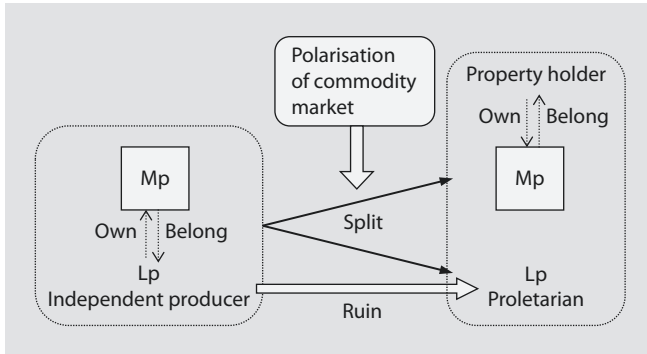 Polarisation
of commodity
market
Property holder
Own Belong
Mp
Mp
Own Belong
Split
Lp
Independent producer
Lp
Proletarian
Ruin